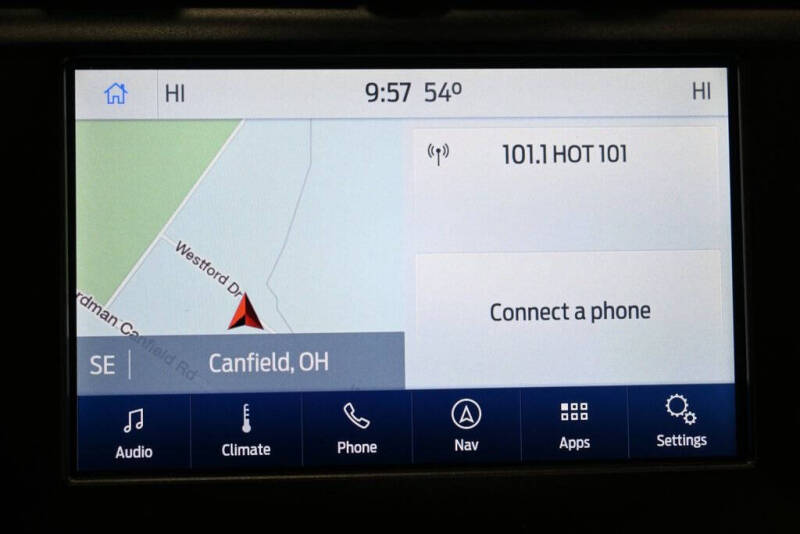 HI 9:57 54° HI
101.1 HOT 101
Westford Dr
rdman Canfield Rd
Connect a phone
SE Canfield, OH
Audio Climate Phone Nav Apps Settings